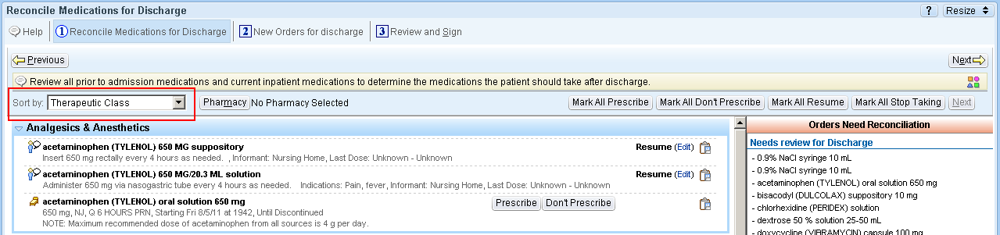 Reconcile Medications for Discharge
? Resize
Help 1 Reconcile Medications for Discharge 2 New Orders for discharge 3 Review and Sign
Previous Next
Review all prior to admission medications and current inpatient medications to determine the medications the patient should take after discharge.
Sort by: Therapeutic Class Pharmacy No Pharmacy Selected Mark All Prescribe Mark All Don't Prescribe Mark All Resume Mark All Stop Taking Next
Analgesics & Anesthetics
acetaminophen (TYLENOL) 650 MG suppository Resume (Edit)
Insert 650 mg rectally every 4 hours as needed. , Informant: Nursing Home, Last Dose: Unknown - Unknown
acetaminophen (TYLENOL) 650 MG/20.3 ML solution Resume (Edit)
Administer 650 mg via nasogastric tube every 4 hours as needed. Indications: Pain, fever, Informant: Nursing Home, Last Dose: Unknown - Unknown
acetaminophen (TYLENOL) oral solution 650 mg Prescribe Don't Prescribe
650 mg, NJ, Q 6 HOURS PRN, Starting Fri 8/5/11 at 1942, Until Discontinued
NOTE: Maximum recommended dose of acetaminophen from all sources is 4 g per day.
Orders Need Reconciliation
Needs review for Discharge
- 0.9% NaCl syringe 10 mL
- 0.9% NaCl syringe 10 mL
- acetaminophen (TYLENOL) oral solution 650 mg
- bisacodyl (DULCOLAX) suppository 10 mg
- chlorhexidine (PERIDEX) solution
- dextrose 50 % solution 25-50 mL
- doxycycline (VIBRAMYCIN) capsule 100 mg